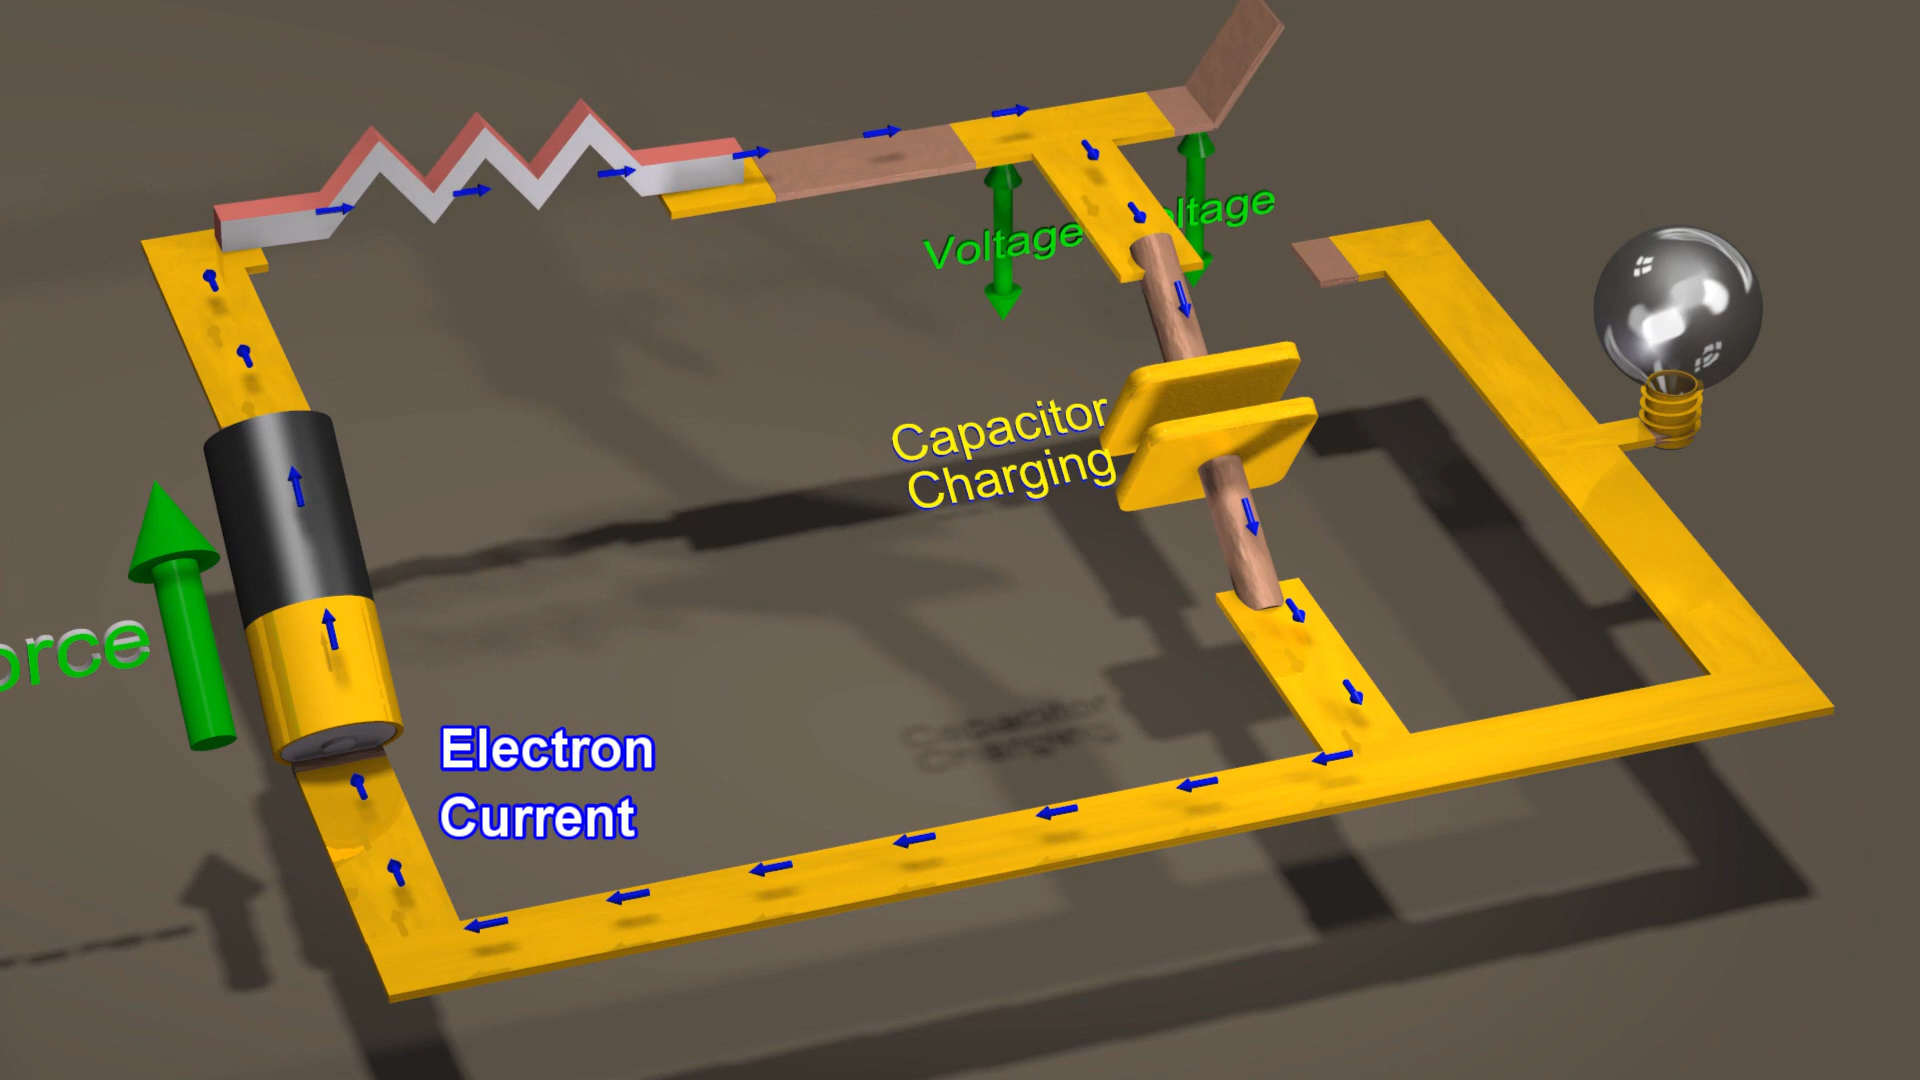 Voltage
ltage
Capacitor
Charging
orce
Electron
Current